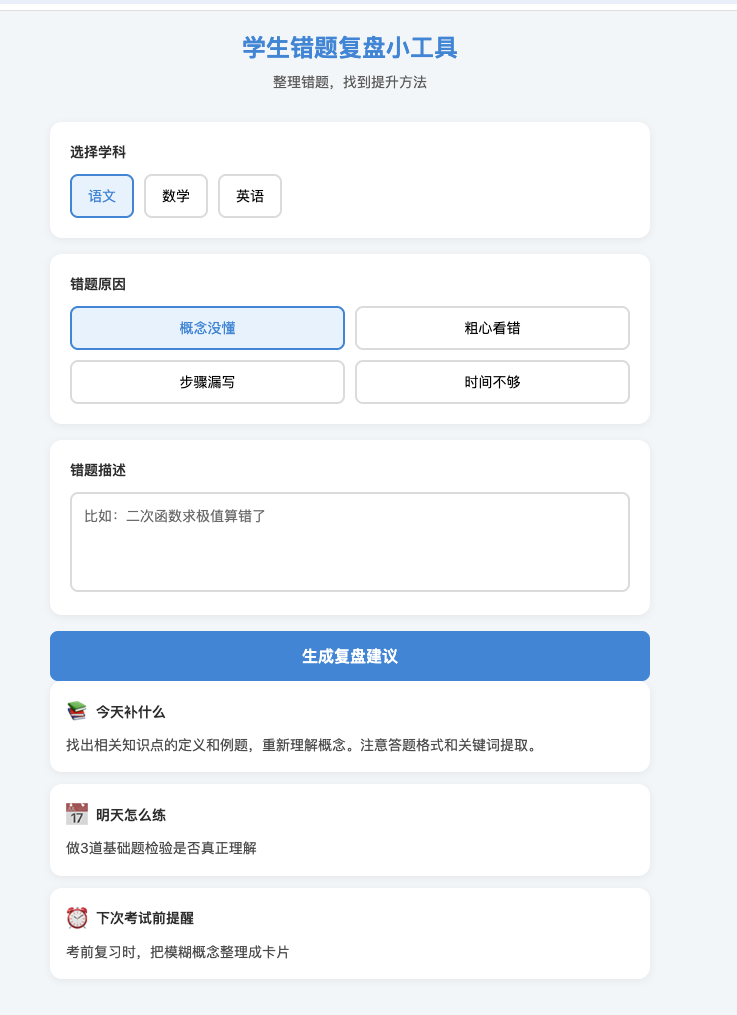 学生错题复盘小工具
整理错题，找到提升方法
选择学科
语文 数学 英语
错题原因
概念没懂 粗心看错
步骤漏写 时间不够
错题描述
比如：二次函数求极值算错了
生成复盘建议
今天补什么
找出相关知识点的定义和例题，重新理解概念。注意答题格式和关键词提取。
17 明天怎么练
做3道基础题检验是否真正理解
下次考试前提醒
考前复习时，把模糊概念整理成卡片